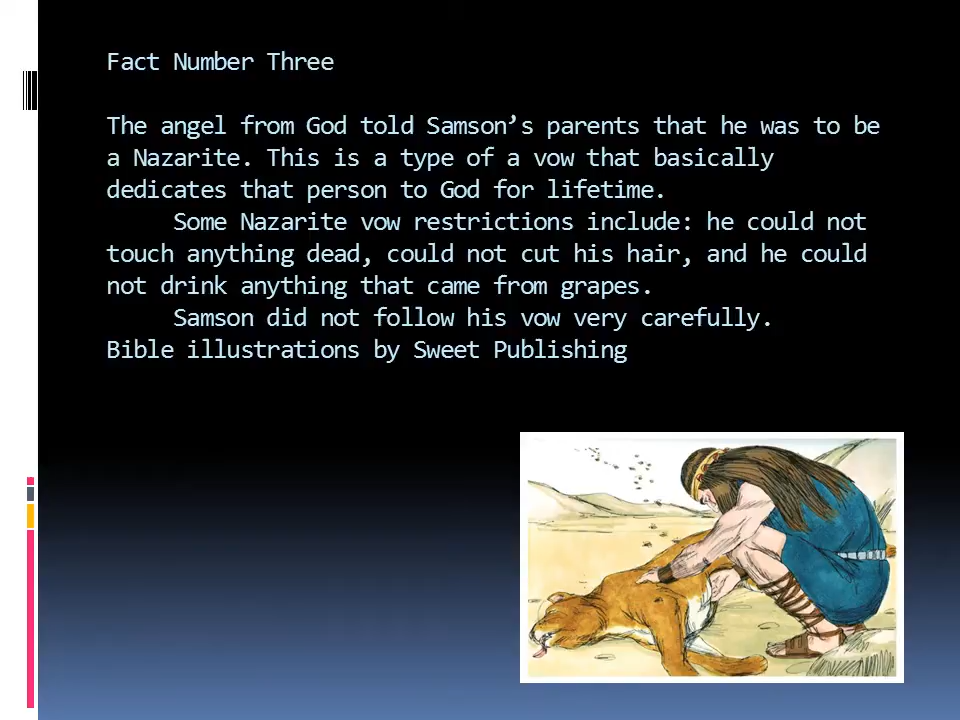 Fact Number Three
The angel from God told Samson’s parents that he was to be
a Nazarite. This is a type of a vow that basically
dedicates that person to God for lifetime.
Some Nazarite vow restrictions include: he could not
touch anything dead, could not cut his hair, and he could
not drink anything that came from grapes.
Samson did not follow his vow very carefully.
Bible illustrations by Sweet Publishing